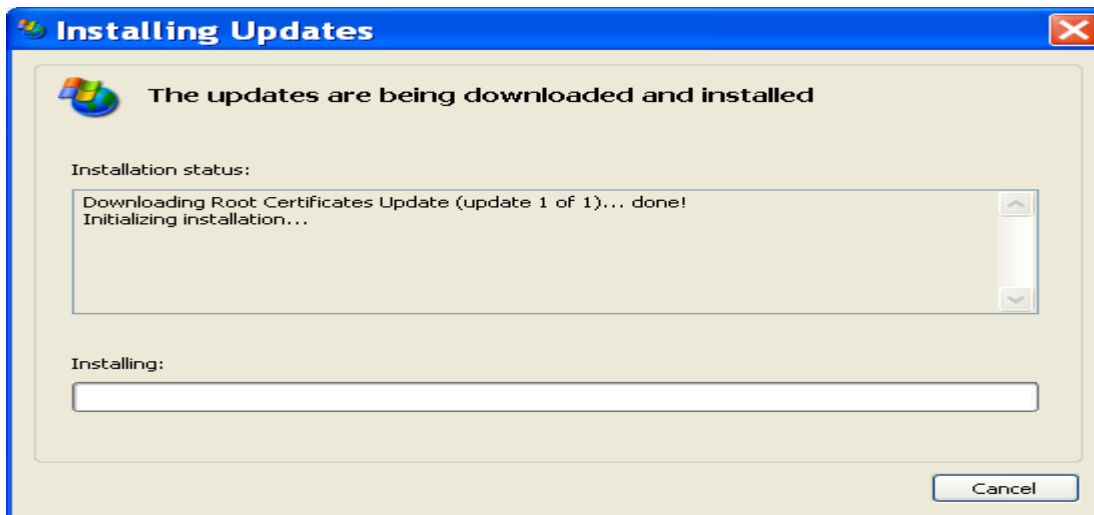 Installing Updates
The updates are being downloaded and installed
Installation status:
Downloading Root Certificates Update (update 1 of 1)... done!
Initializing installation...
Installing:
Cancel